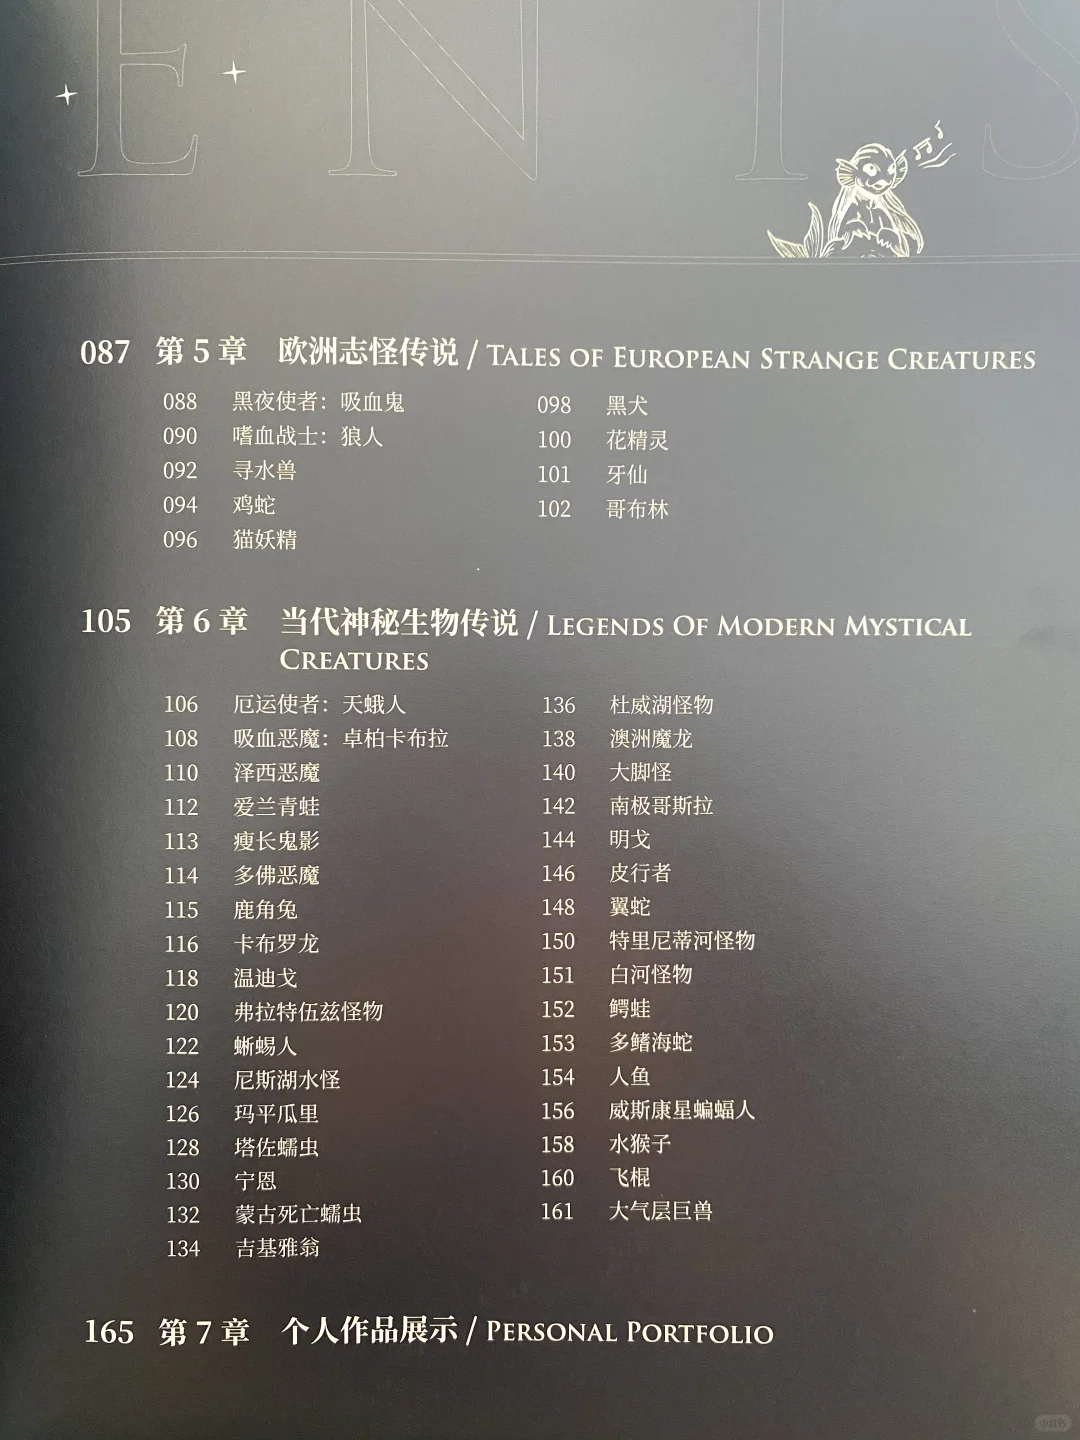 ENTS
087 第 5 章 欧洲志怪传说 / TALES OF EUROPEAN STRANGE CREATURES
088 黑夜使者：吸血鬼
090 嗜血战士：狼人
092 寻水兽
094 鸡蛇
096 猫妖精
098 黑犬
100 花精灵
101 牙仙
102 哥布林
105 第 6 章 当代神秘生物传说 / LEGENDS OF MODERN MYSTICAL
CREATURES
106 厄运使者：天蛾人
108 吸血恶魔：卓柏卡布拉
110 泽西恶魔
112 爱兰青蛙
113 瘦长鬼影
114 多佛恶魔
115 鹿角兔
116 卡布罗龙
118 温迪戈
120 弗拉特伍兹怪物
122 蜥蜴人
124 尼斯湖水怪
126 玛平瓜里
128 塔佐蠕虫
130 宁恩
132 蒙古死亡蠕虫
134 吉基雅翁
136 杜威湖怪物
138 澳洲魔龙
140 大脚怪
142 南极哥斯拉
144 明戈
146 皮行者
148 翼蛇
150 特里尼蒂河怪物
151 白河怪物
152 鳄蛙
153 多鳍海蛇
154 人鱼
156 威斯康星蝙蝠人
158 水猴子
160 飞棍
161 大气层巨兽
165 第 7 章 个人作品展示 / PERSONAL PORTFOLIO
小红书